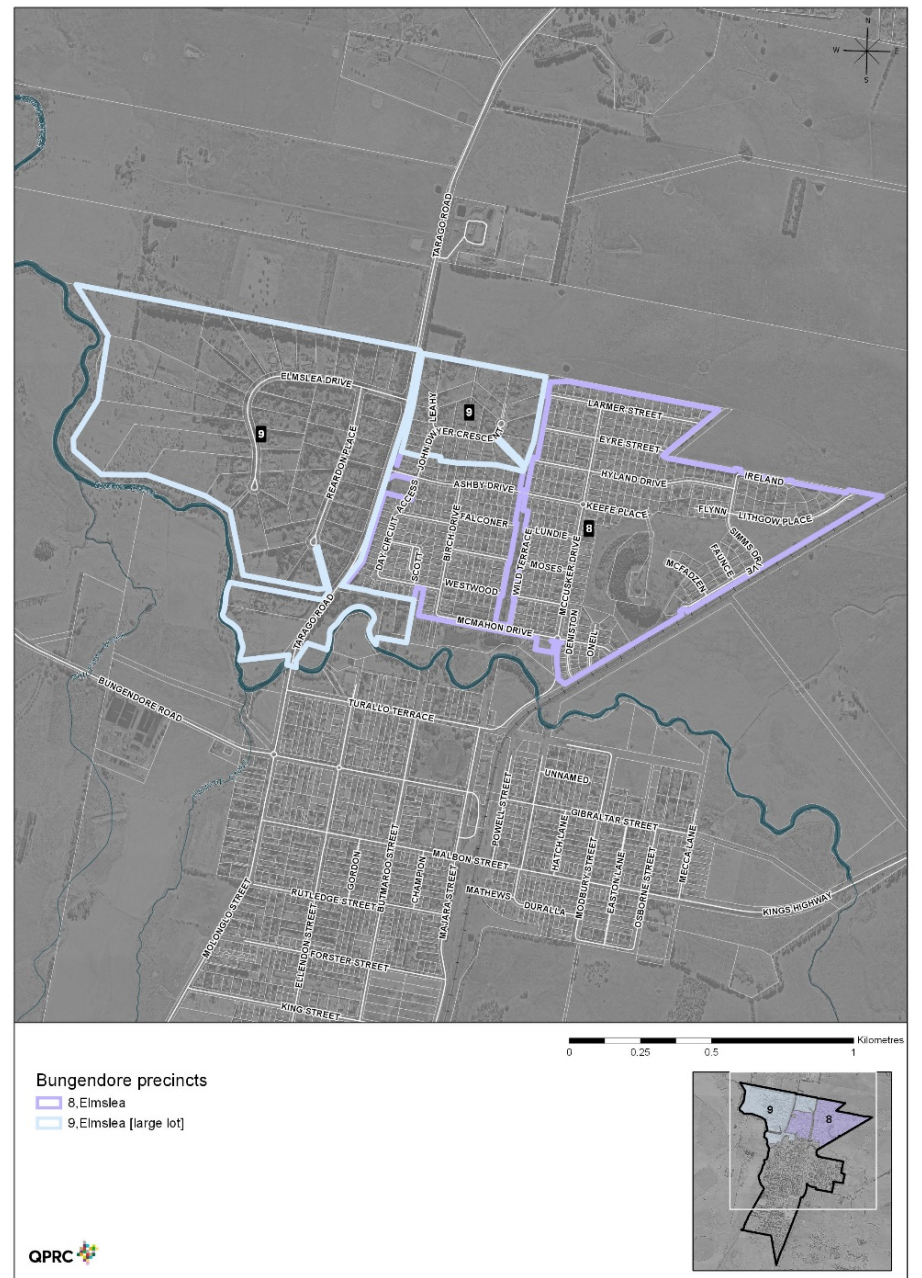 N
W E
S
TARAGO ROAD
ELMSLEA DRIVE
9
REARDON PLACE
LEAHY
9
YER CRESCENT
JOHN DW
ACCESS
DAY CIRCUIT
ASHBY DRIVE
FALCONER
BIRCH DRIVE
SCOTT
WESTWOOD
MCMAHON DRIVE
WILD TERRACE
LARMER STREET
EYRE STREET
HYLAND DRIVE
IRELAND
KEEFE PLACE
8
FLYNN
LITHGOW PLACE
LUNDIE
MOSES
MCCUSKER DRIVE
SIMMS DRIVE
FAUNCE
MCFADZEN
DENISTON
ONEIL
TARAGO ROAD
BUNGENDORE ROAD
TURALLO TERRACE
UNNAMED
POWELL STREET
GIBRALTAR STREET
HATCH LANE
MODBURY STREET
EASTON LANE
OSBORNE STREET
MECCA LANE
MALBON STREET
MATHEWS
DURALLA
KINGS HIGHWAY
GORDON
BUTMAROO STREET
CHAMPION
MAJARA STREET
RUTLEDGE STREET
MOLONGLO STREET
ELLENDON STREET
FORSTER STREET
KING STREET
Kilometres
0 0.25 0.5 1
Bungendore precincts
8,Elmslea
9,Elmslea [large lot]
9
8
QPRC